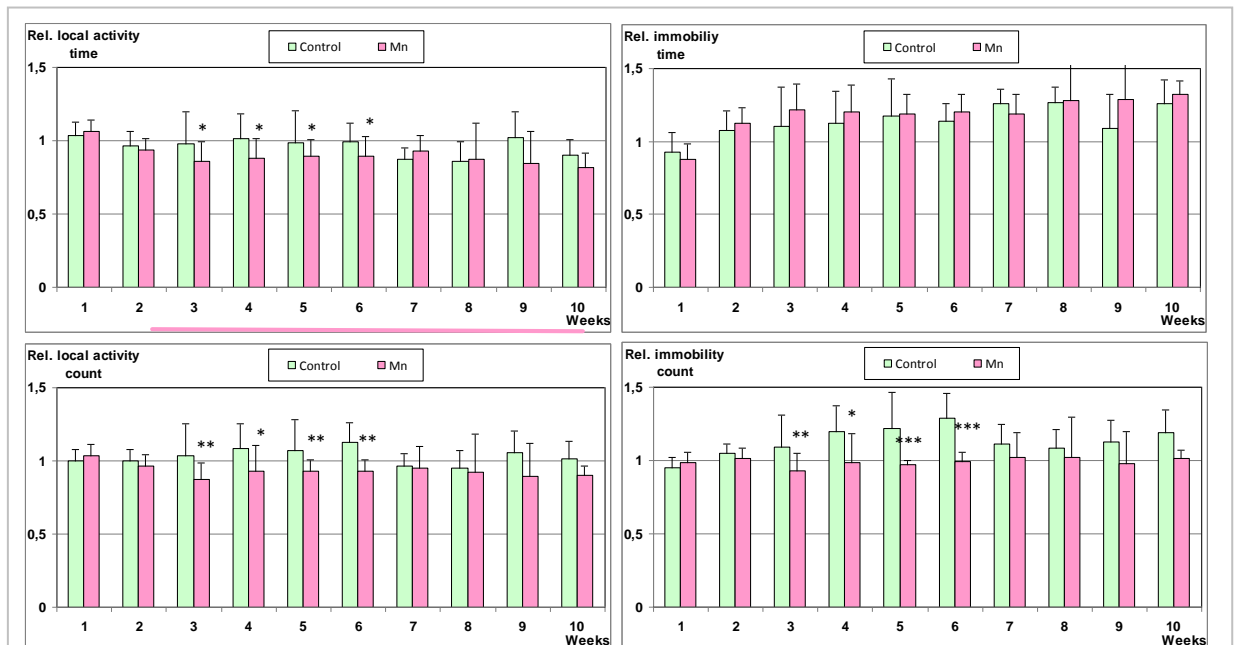 Rel. local activity
time
Control Mn
1,5
* * * *
1
0,5
0
1 2 3 4 5 6 7 8 9 10
Weeks
Rel. immobiliy
time
Control Mn
1,5
1
0,5
0
1 2 3 4 5 6 7 8 9 10
Weeks
Rel. local activity
count
Control Mn
1,5
** * ** **
1
0,5
0
1 2 3 4 5 6 7 8 9 10
Weeks
Rel. immobility
count
Control Mn
1,5
** * *** ***
1
0,5
0
1 2 3 4 5 6 7 8 9 10
Weeks